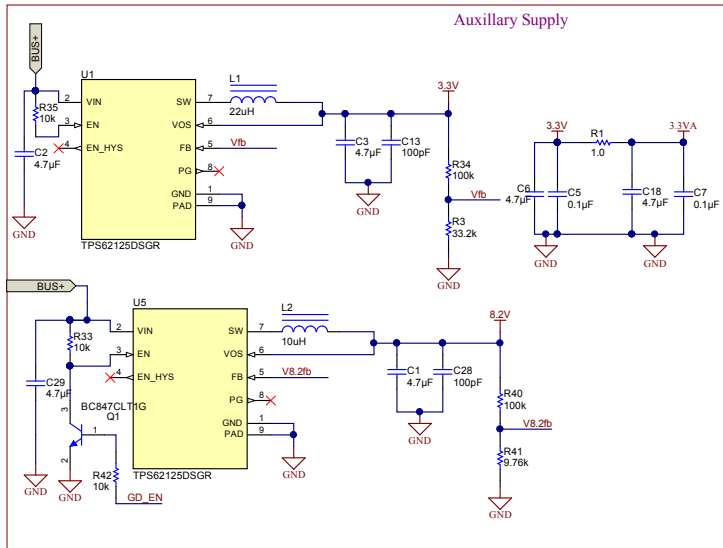 Auxillary Supply
BUS+
U1
R35
10k
C2
4.7µF
GND
2
3
4
VIN
EN
EN_HYS
SW
VOS
FB
PG
GND
PAD
7
6
5
8
1
9
TPS62125DSGR
L1
22uH
Vfb
GND
C3
4.7µF
C13
100pF
GND
3.3V
R34
100k
Vfb
R3
33.2k
GND
3.3V
R1
1.0
3.3VA
C6
4.7µF
C5
0.1µF
C18
4.7µF
C7
0.1µF
GND
GND
BUS+
U5
R33
10k
C29
4.7µF
GND
BC847CLT1G
Q1
3
1
2
GND
R42
10k
GD_EN
2
3
4
VIN
EN
EN_HYS
SW
VOS
FB
PG
GND
PAD
7
6
5
8
1
9
TPS62125DSGR
L2
10uH
V8.2fb
GND
C1
4.7µF
C28
100pF
GND
8.2V
R40
100k
V8.2fb
R41
9.76k
GND